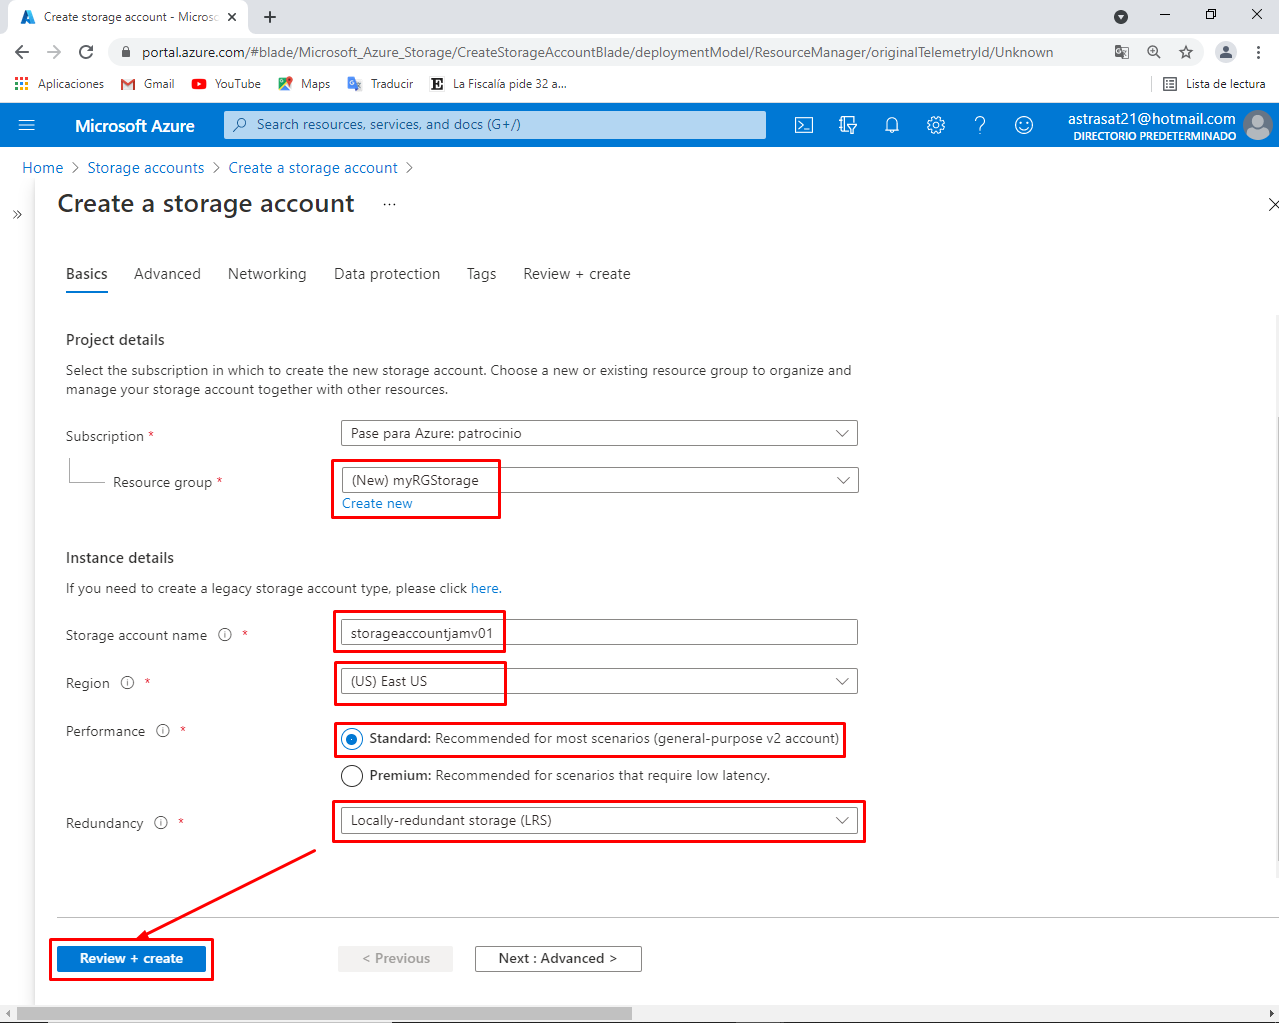 Create storage account - Microsc
portal.azure.com/#blade/Microsoft_Azure_Storage/CreateStorageAccountBlade/deploymentModel/ResourceManager/originalTelemetryId/Unknown
Aplicaciones Gmail YouTube Maps Traducir E La Fiscalía pide 32 a... Lista de lectura
Microsoft Azure Search resources, services, and docs (G+/) astrasat21@hotmail.com
DIRECTORIO PREDETERMINADO
Home > Storage accounts > Create a storage account >
» Create a storage account ...
Basics Advanced Networking Data protection Tags Review + create
Project details
Select the subscription in which to create the new storage account. Choose a new or existing resource group to organize and
manage your storage account together with other resources.
Subscription * Pase para Azure: patrocinio
Resource group * (New) myRGStorage
Create new
Instance details
If you need to create a legacy storage account type, please click here.
Storage account name * storageaccountjamv01
Region * (US) East US
Performance * Standard: Recommended for most scenarios (general-purpose v2 account)
Premium: Recommended for scenarios that require low latency.
Redundancy * Locally-redundant storage (LRS)
Review + create < Previous Next : Advanced >